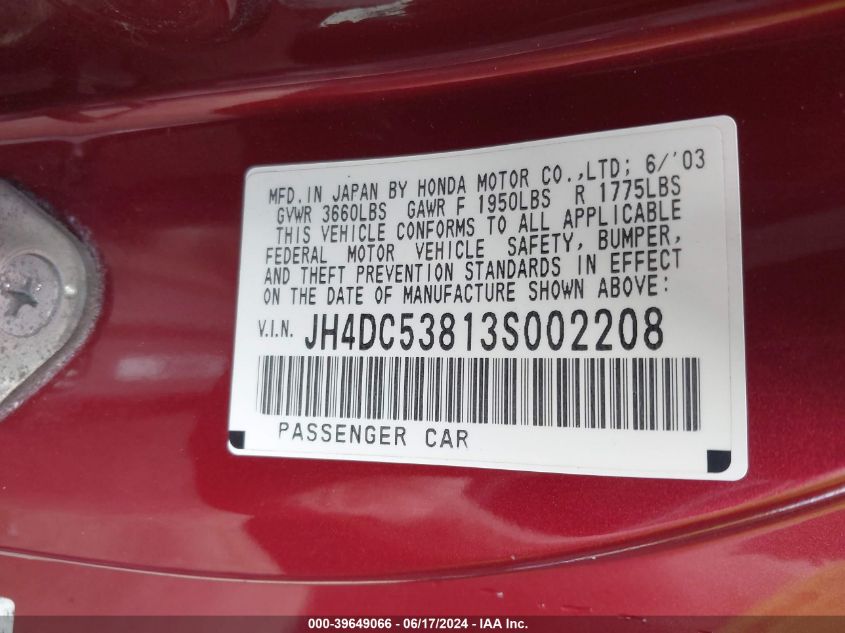 MFD. IN JAPAN BY HONDA MOTOR CO.,LTD; 6/'03
GVWR 3660LBS GAWR F 1950LBS R 1775LBS
THIS VEHICLE CONFORMS TO ALL APPLICABLE
FEDERAL MOTOR VEHICLE SAFETY, BUMPER,
AND THEFT PREVENTION STANDARDS IN EFFECT
ON THE DATE OF MANUFACTURE SHOWN ABOVE:
V.I.N. JH4DC53813S002208
PASSENGER CAR
000-39649066 - 06/17/2024 - IAA Inc.